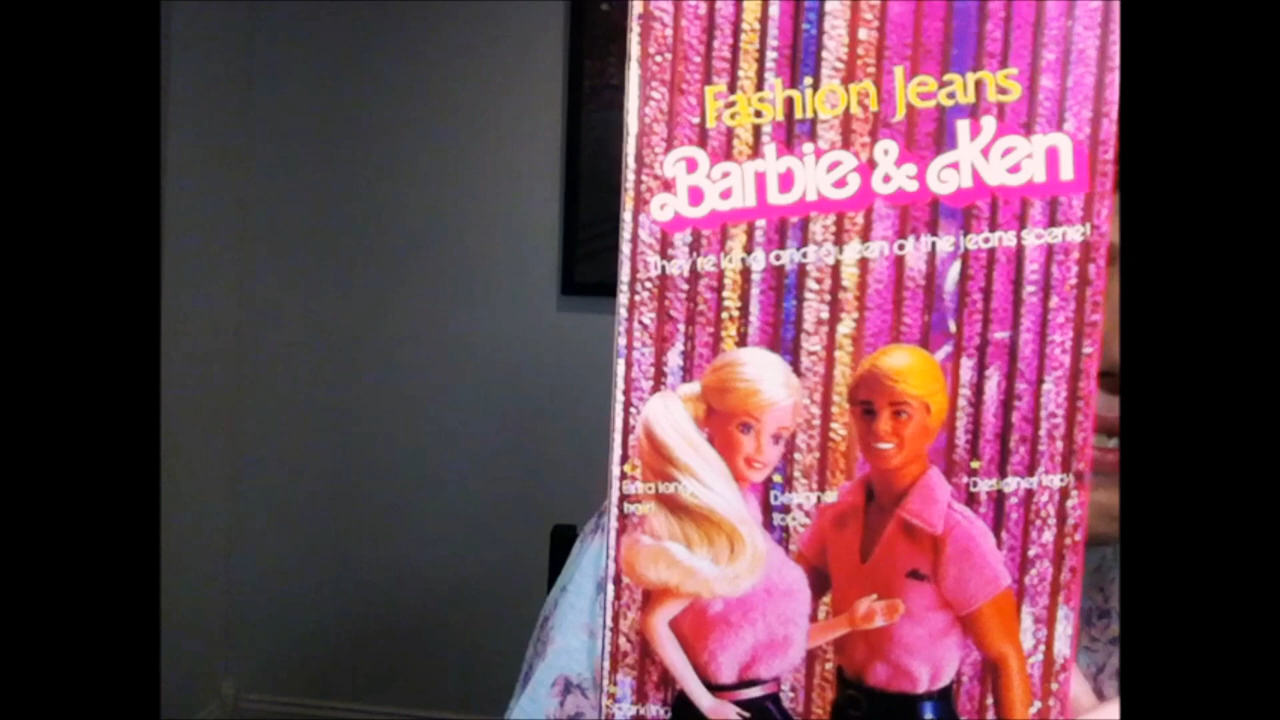 Fashion Jeans
Barbie & Ken
They're king and queen of the jeans scene!
Extra long
hair!
Designer
top!
Designer top!
Sparkling